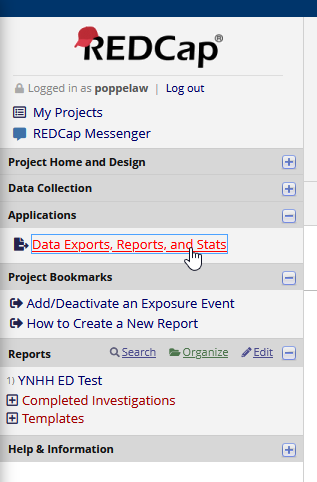 REDCap®
Logged in as poppelaw | Log out
My Projects
REDCap Messenger
Project Home and Design
Data Collection
Applications
Data Exports, Reports, and Stats
Project Bookmarks
Add/Deactivate an Exposure Event
How to Create a New Report
Reports Search Organize Edit
1) YNHH ED Test
Completed Investigations
Templates
Help & Information